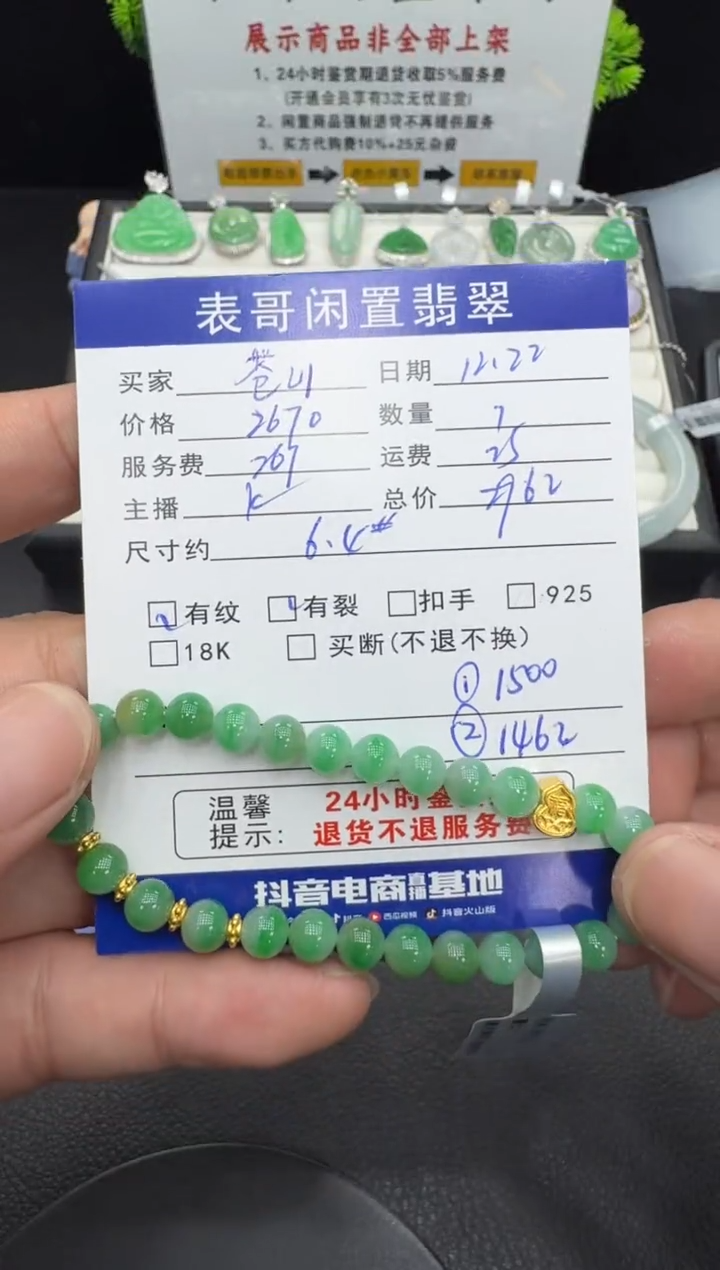 展示商品非全部上架
1、24小时鉴赏期退货收取5%服务费
(开通会员享有3次无忧鉴赏)
2、闲置商品强制退货不再提供服务
3、买方代购费10%+25元杂费
表哥闲置翡翠
买家 苍山 日期 12.22
价格 2670 数量 1
服务费 267 运费 25
主播 K 总价 2962
尺寸约 6.4#
有纹 有裂 扣手 925
18K 买断(不退不换)
① 1500
② 1462
温馨 24小时鉴
提示: 退货不退服务费
抖音电商直播基地
抖音 西瓜视频 抖音火山版